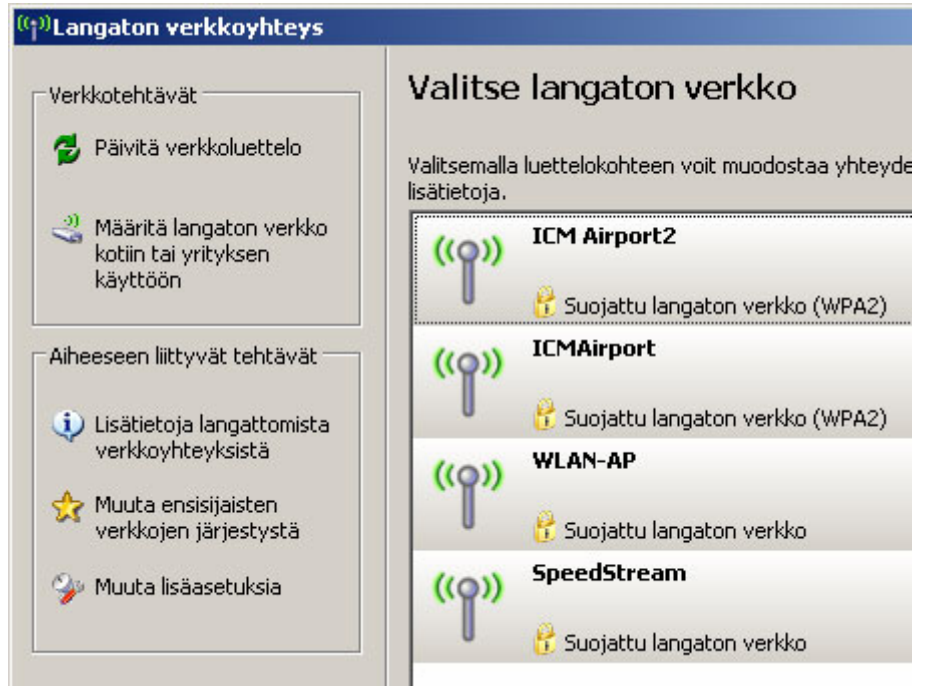 Langaton verkkoyhteys
Verkkotehtävät
Päivitä verkkoluettelo
Määritä langaton verkko
kotiin tai yrityksen
käyttöön
Aiheeseen liittyvät tehtävät
Lisätietoja langattomista
verkkoyhteyksistä
Muuta ensisijaisten
verkkojen järjestystä
Muuta lisäasetuksia
Valitse langaton verkko
Valitsemalla luettelokohteen voit muodostaa yhteyde
lisätietoja.
ICM Airport2
Suojattu langaton verkko (WPA2)
ICMAirport
Suojattu langaton verkko (WPA2)
WLAN-AP
Suojattu langaton verkko
SpeedStream
Suojattu langaton verkko